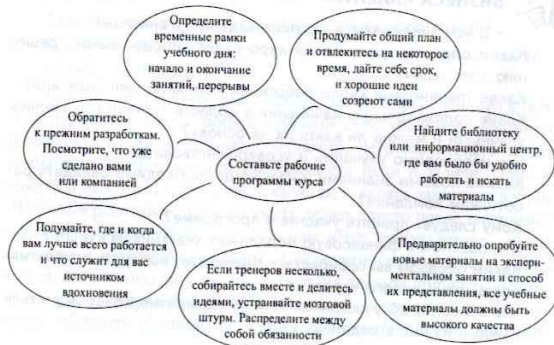 Определите
временные рамки
учебного дня:
начало и окончание
занятий, перерывы
Продумайте общий план
и отвлекитесь на некоторое
время, дайте себе срок,
и хорошие идеи
созреют сами
Обратитесь
к прежним разработкам.
Посмотрите, что уже
сделано вами
или компанией
Составьте рабочие
программы курса
Найдите библиотеку
или информационный центр,
где вам было бы удобно
работать и искать
материалы
Подумайте, где и когда
вам лучше всего работается
и что служит для вас
источником
вдохновения
Если тренеров несколько,
собирайтесь вместе и делитесь
идеями, устраивайте мозговой
штурм. Распределите между
собой обязанности
Предварительно опробуйте
новые материалы на экспери-
ментальном занятии и способ
их представления, все учебные
материалы должны быть
высокого качества